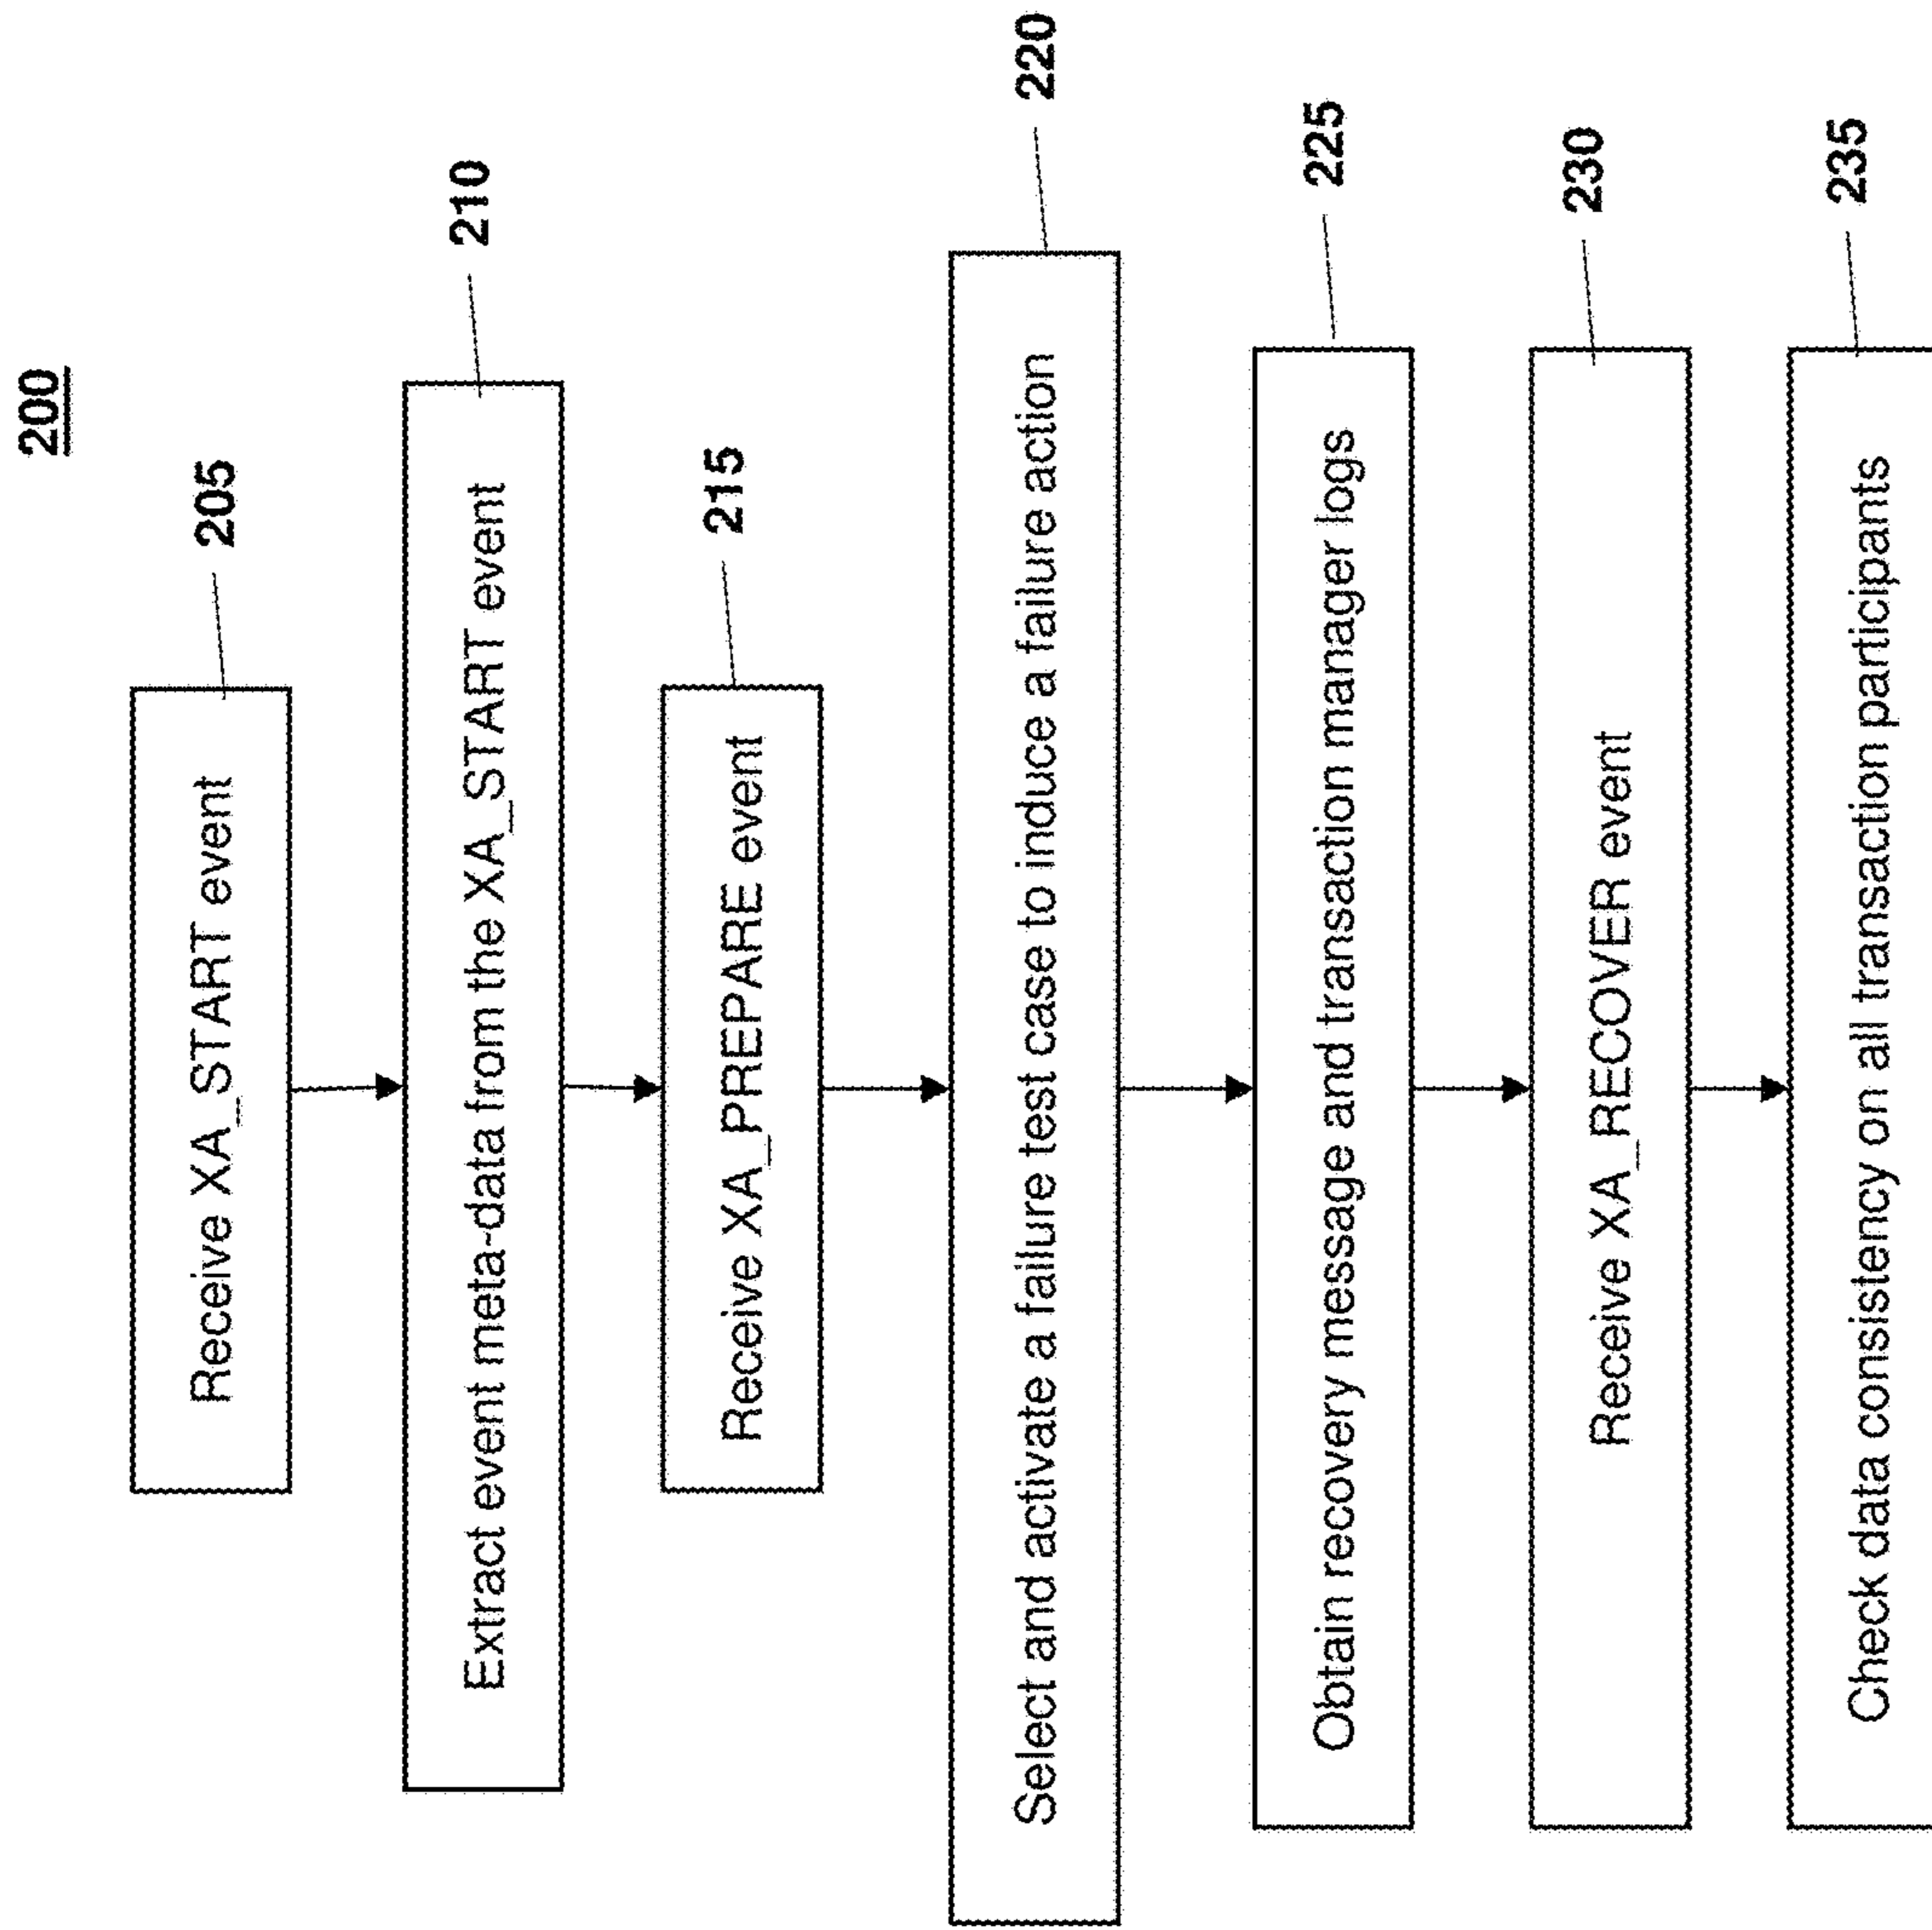 200
Receive XA_START event
205
Extract event meta-data from the XA_START event
210
Receive XA_PREPARE event
215
Select and activate a failure test case to induce a failure action
220
Obtain recovery message and transaction manager logs
225
Receive XA_RECOVER event
230
Check data consistency on all transaction participants
235